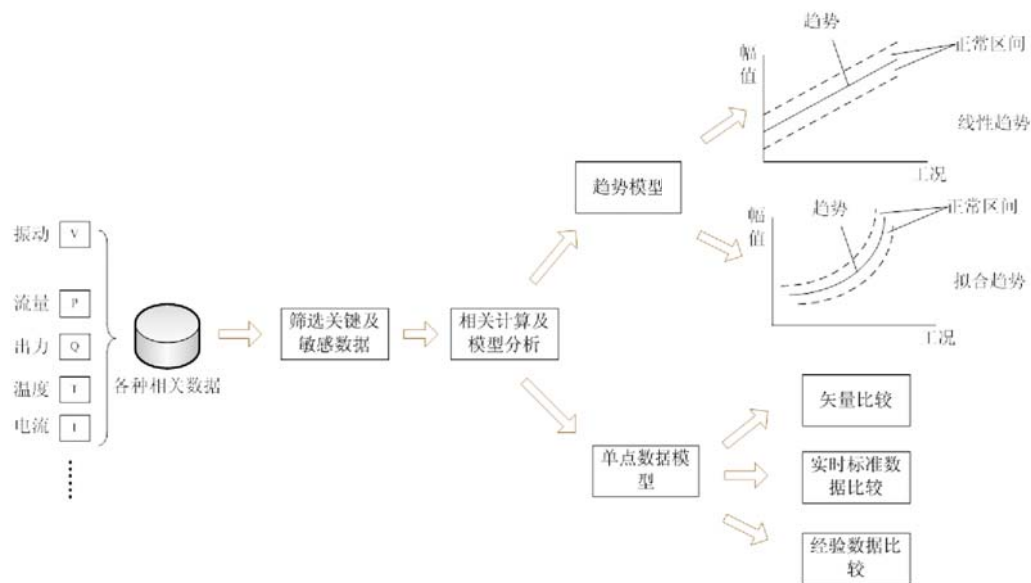 振动 V
流量 P
出力 Q
温度 T
电流 I
各种相关数据
筛选关键及
敏感数据
相关计算及
模型分析
趋势模型
单点数据模
型
幅
值
趋势
正常区间
线性趋势
工况
幅
值
趋势
正常区间
拟合趋势
工况
矢量比较
实时标准数
据比较
经验数据比
较